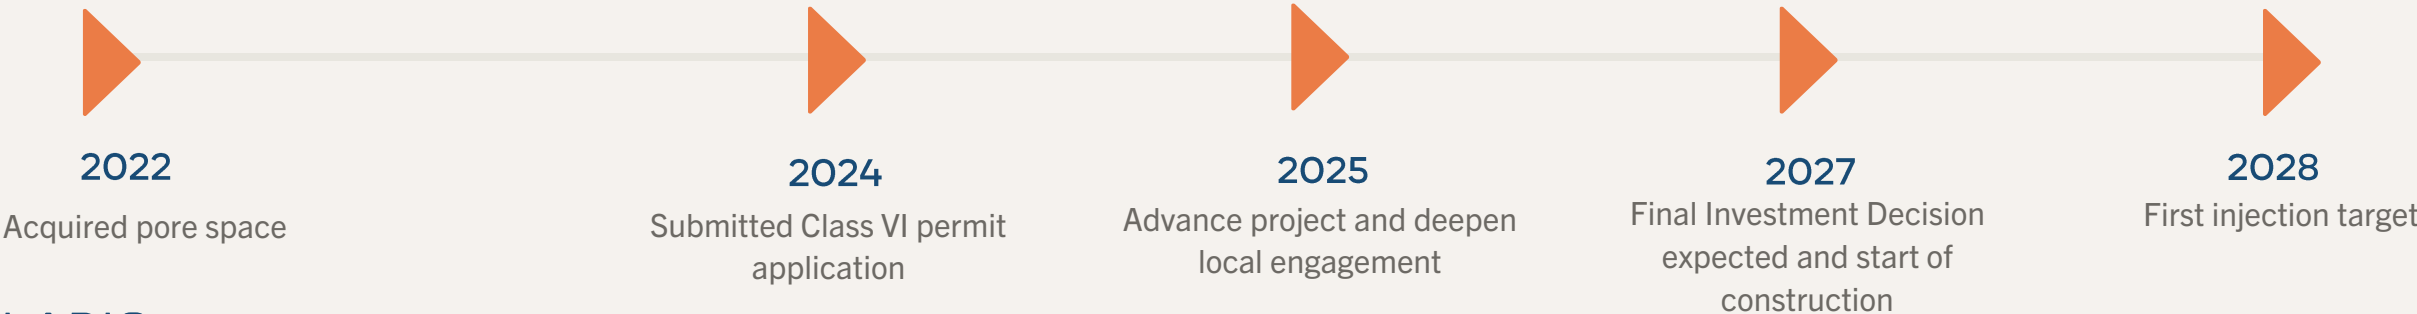 2022
Acquired pore space
2024
Submitted Class VI permit
application
2025
Advance project and deepen
local engagement
2027
Final Investment Decision
expected and start of
construction
2028
First injection target